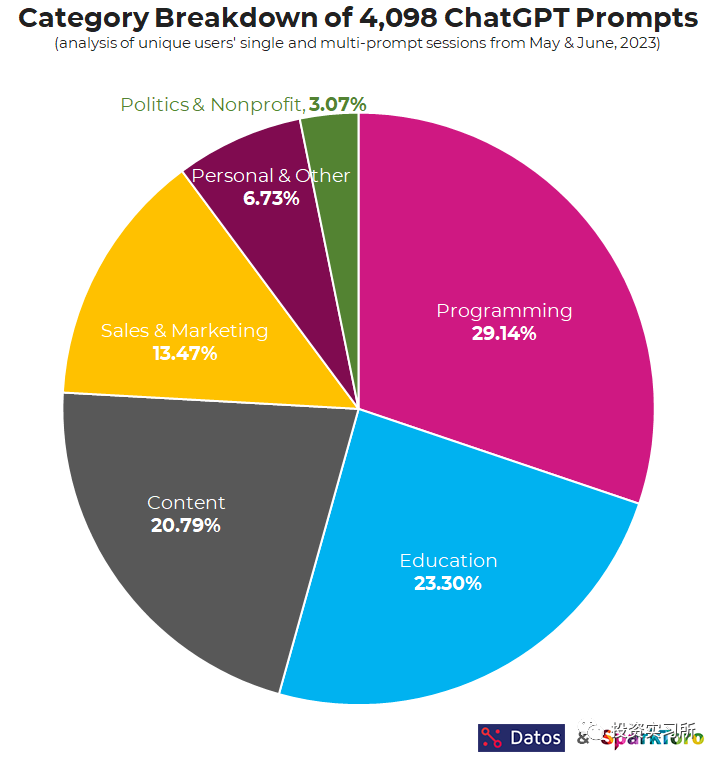 Category Breakdown of 4,098 ChatGPT Prompts
(analysis of unique users' single and multi-prompt sessions from May & June, 2023)
Politics & Nonprofit, 3.07%
Personal & Other
6.73%
Programming
29.14%
Sales & Marketing
13.47%
Content
20.79%
Education
23.30%
Datos & SparkToro
投资实习所